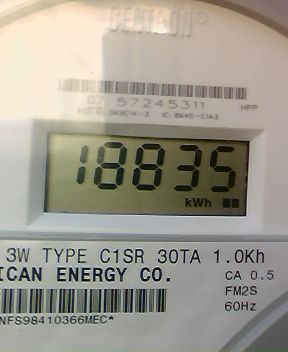 CENTRON®
07 57245311 HPP
18835
kWh
3W TYPE C1SR 30TA 1.0Kh
ICAN ENERGY CO.
CA 0.5
FM2S
60Hz
NFS98410366MEC*